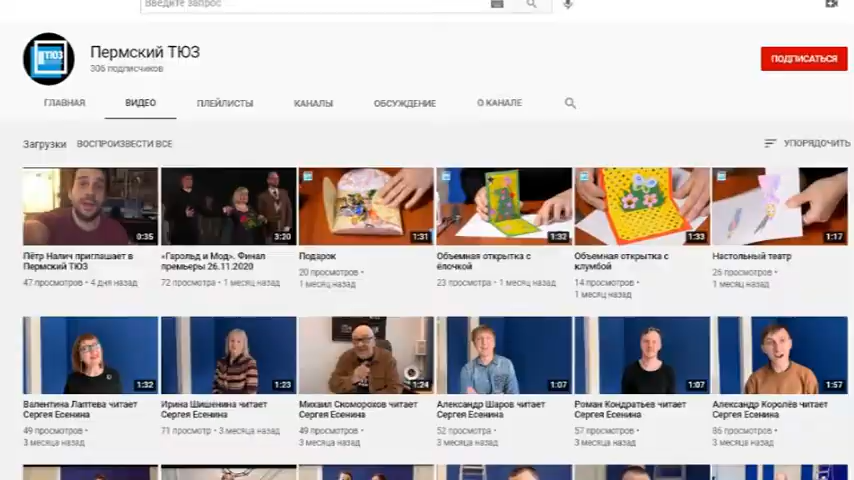 Введите запрос
ТЮЗ
Пермский ТЮЗ
306 подписчиков
ПОДПИСАТЬСЯ
ГЛАВНАЯ ВИДЕО ПЛЕЙЛИСТЫ КАНАЛЫ ОБСУЖДЕНИЕ О КАНАЛЕ
Загрузки ВОСПРОИЗВЕСТИ ВСЕ УПОРЯДОЧИТЬ
0:35 3:20 1:31 1:32 1:33 1:17
Пётр Налич приглашает в
Пермский ТЮЗ
47 просмотров • 4 дня назад
«Гарольд и Мод». Финал
премьеры 26.11.2020
72 просмотра • 1 месяц назад
Подарок
20 просмотров •
1 месяц назад
Объемная открытка с
ёлочкой
23 просмотра • 1 месяц назад
Объемная открытка с
клумбой
14 просмотров •
1 месяц назад
Настольный театр
26 просмотров •
1 месяц назад
1:32 1:23 1:24 1:07 1:07 1:57
Валентина Лаптева читает
Сергея Есенина
49 просмотров •
3 месяца назад
Ирина Шишенина читает
Сергея Есенина
71 просмотр • 3 месяца назад
Михаил Скоморохов читает
Сергея Есенина
49 просмотров •
3 месяца назад
Александр Шаров читает
Сергея Есенина
52 просмотра •
3 месяца назад
Роман Кондратьев читает
Сергея Есенина
57 просмотров •
3 месяца назад
Александр Королёв читает
Сергея Есенина
86 просмотров •
3 месяца назад